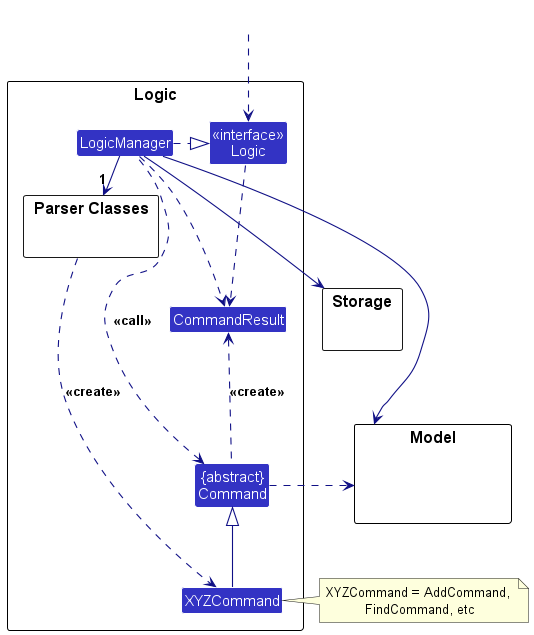 Logic
LogicManager
«interface»
Logic
1
Parser Classes
Storage
CommandResult
«call»
«create»
«create»
Model
{abstract}
Command
XYZCommand
XYZCommand = AddCommand,
FindCommand, etc